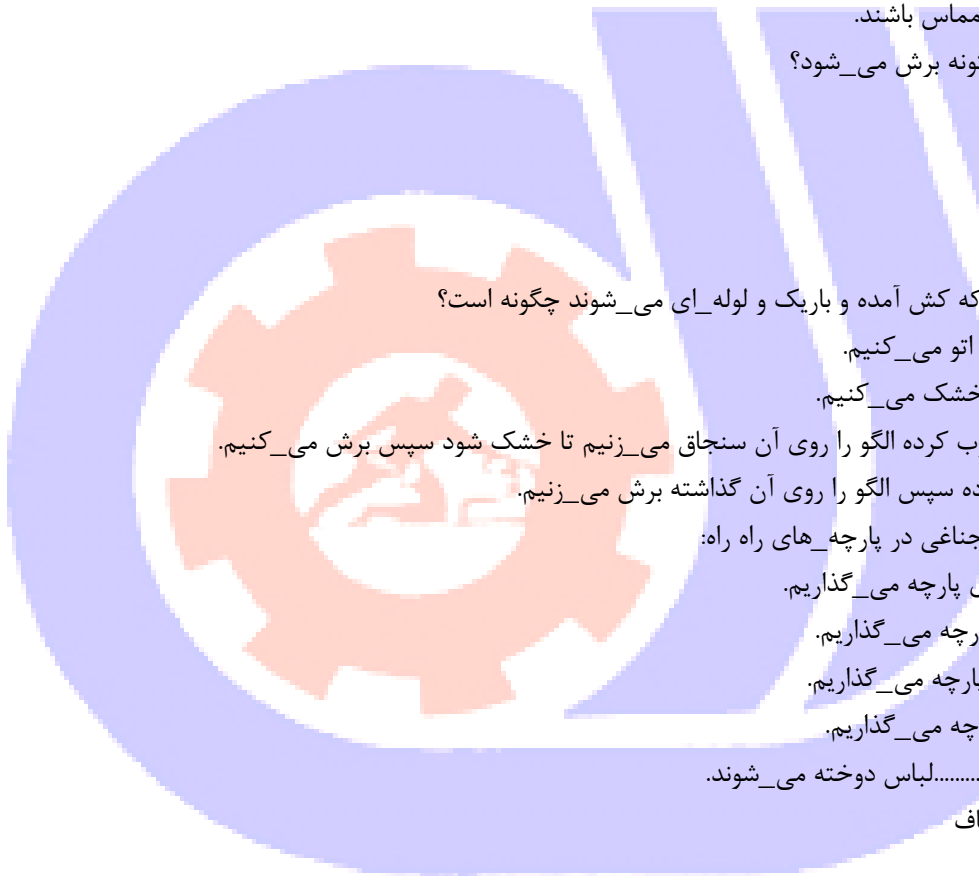 مماس باشند.
ونه برش می_شود؟
که کش آمده و باریک و لوله_ای می_شوند چگونه است؟
اتو می_کنیم.
خشک می_کنیم.
ب کرده الگو را روی آن سنجاق می_زنیم تا خشک شود سپس برش می_کنیم.
ده سپس الگو را روی آن گذاشته برش می_زنیم.
جناغی در پارچه_های راه راه:
پارچه می_گذاریم.
رچه می_گذاریم.
پارچه می_گذاریم.
چه می_گذاریم.
.........لباس دوخته می_شوند.
اف